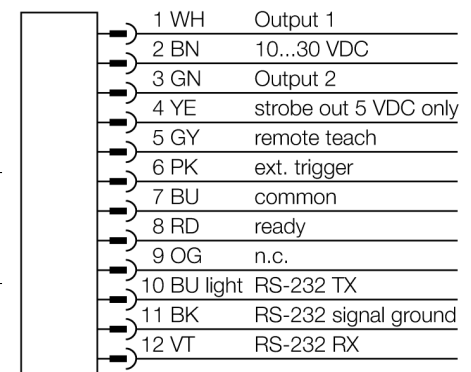 1 WH Output 1
2 BN 10...30 VDC
3 GN Output 2
4 YE strobe out 5 VDC only
5 GY remote teach
6 PK ext. trigger
7 BU common
8 RD ready
9 OG n.c.
10 BU light RS-232 TX
11 BK RS-232 signal ground
12 VT RS-232 RX